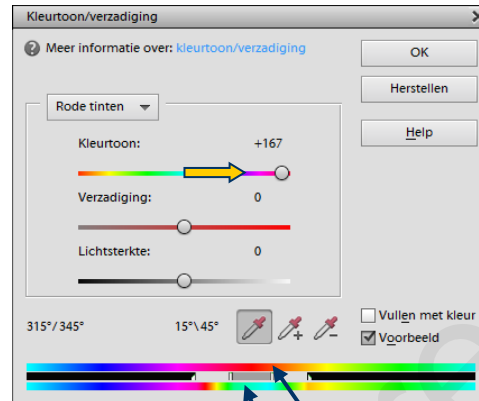 Kleurtoon/verzadiging
Meer informatie over: kleurtoon/verzadiging
OK
Herstellen
Rode tinten
Help
Kleurtoon: +167
Verzadiging: 0
Lichtsterkte: 0
315°/ 345° 15°\ 45°
Vullen met kleur
Voorbeeld